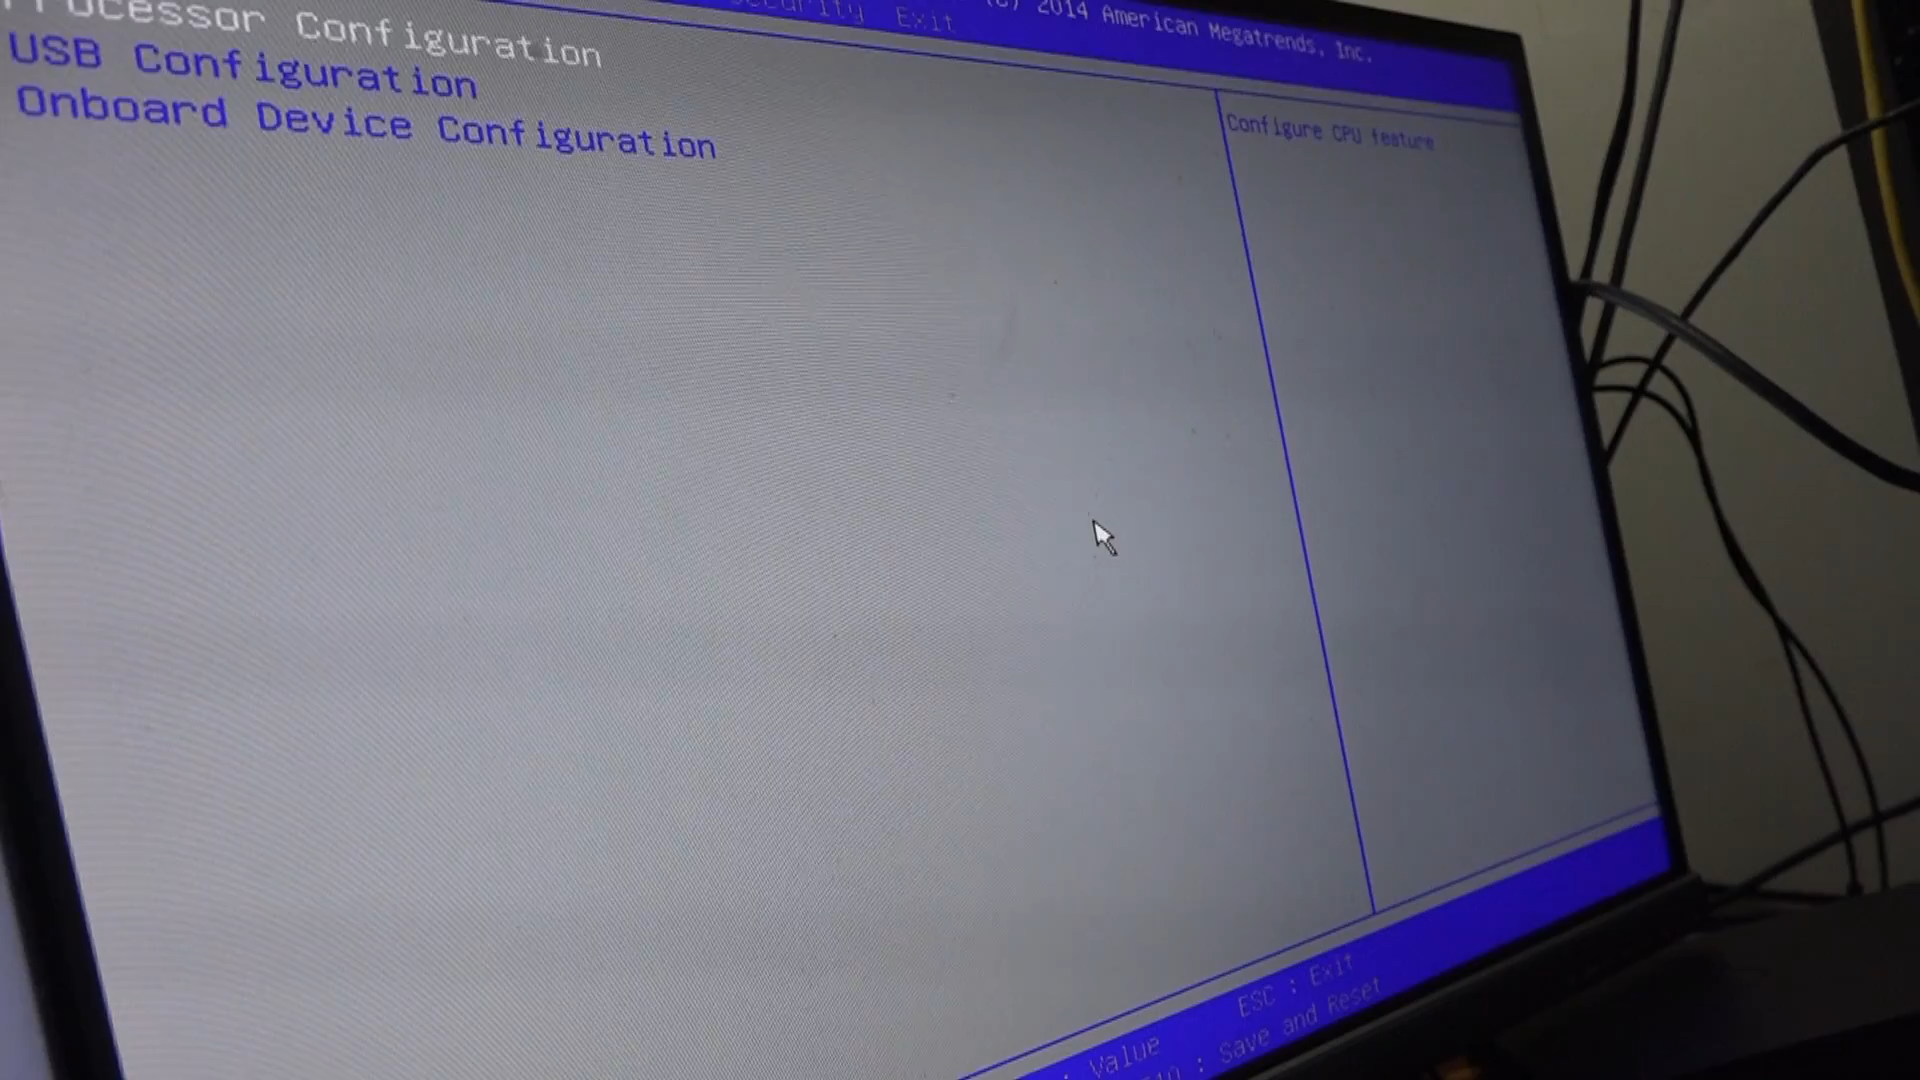 Security Exit (C) 2014 American Megatrends, Inc.
Processor Configuration
USB Configuration
Onboard Device Configuration
Configure CPU feature
ESC : Exit
: Value
: Save and Reset